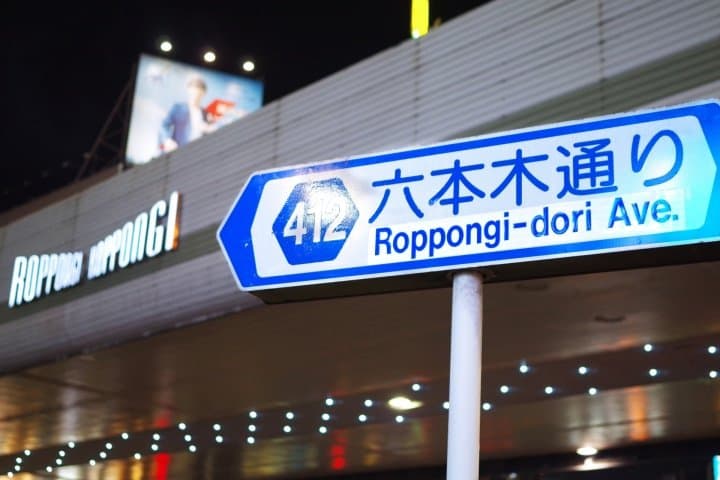 ROPPONGI ROPPONGI
412
六本木通り
Roppongi-dori Ave.